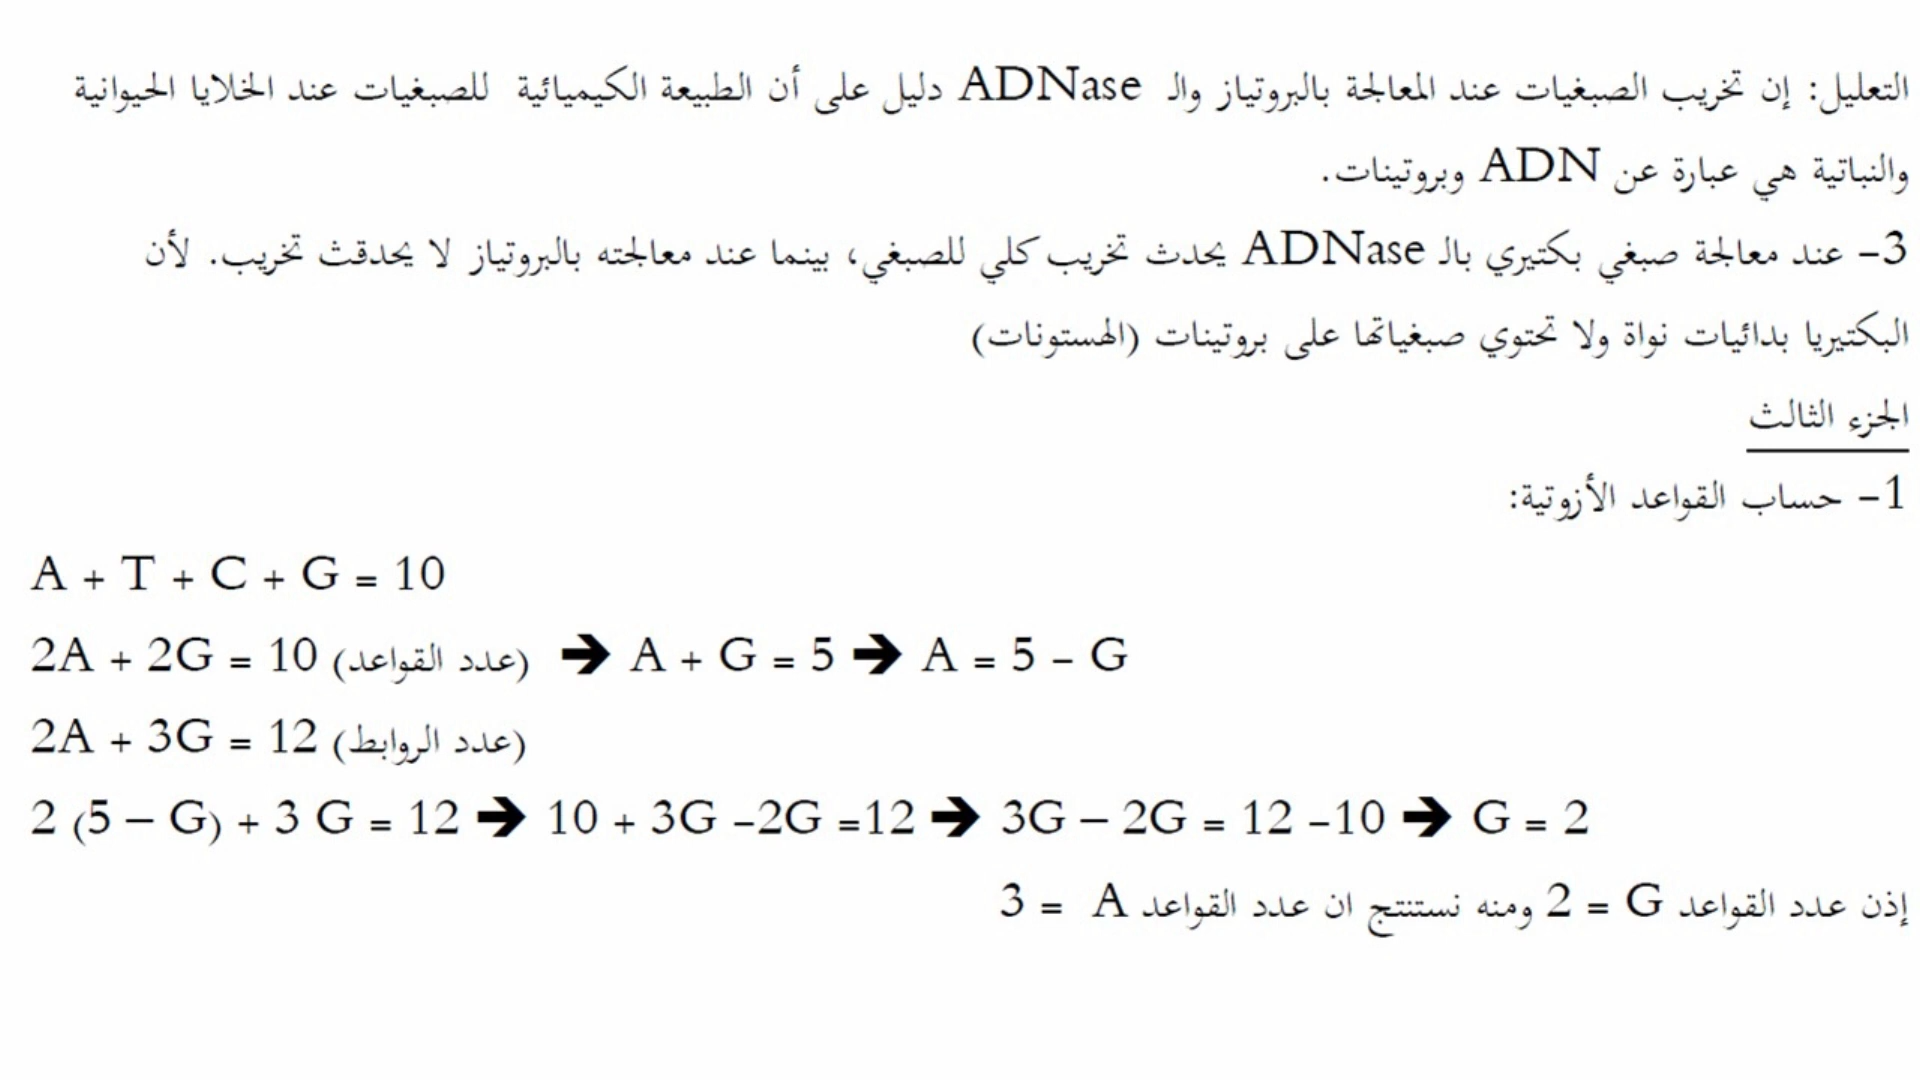 التعليل: إن تخريب الصبغيات عند المعالجة بالبروتياز والـ ADNase دليل على أن الطبيعة الكيميائية للصبغيات عند الخلايا الحيوانية
والنباتية هي عبارة عن ADN وبروتينات.
3- عند معالجة صبغي بكتيري بالـ ADNase يحدث تخريب كلي للصبغي، بينما عند معالجته بالبروتياز لا يحدقث تخريب. لأن
البكتيريا بدائيات نواة ولا تحتوي صبغياتها على بروتينات (الهستونات)
الجزء الثالث
1- حساب القواعد الأزوتية:
A + T + C + G = 10
2A + 2G = 10 (عدد القواعد) ➔ A + G = 5 ➔ A = 5 – G
2A + 3G = 12 (عدد الروابط)
2 (5 – G) + 3 G = 12 ➔ 10 + 3G –2G =12 ➔ 3G – 2G = 12 –10 ➔ G = 2
إذن عدد القواعد G = 2 ومنه نستنتج ان عدد القواعد A = 3